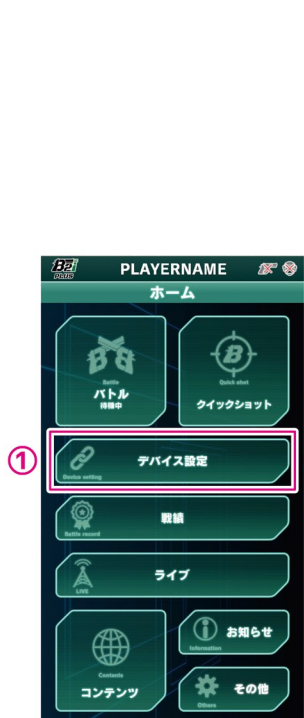 B2i
PLUS
PLAYERNAME
ホーム
Battle
バトル
待機中
Quick shot
クイックショット
①
Device setting
デバイス設定
Battle record
戦績
LIVE
ライブ
Contents
コンテンツ
Information
お知らせ
Others
その他